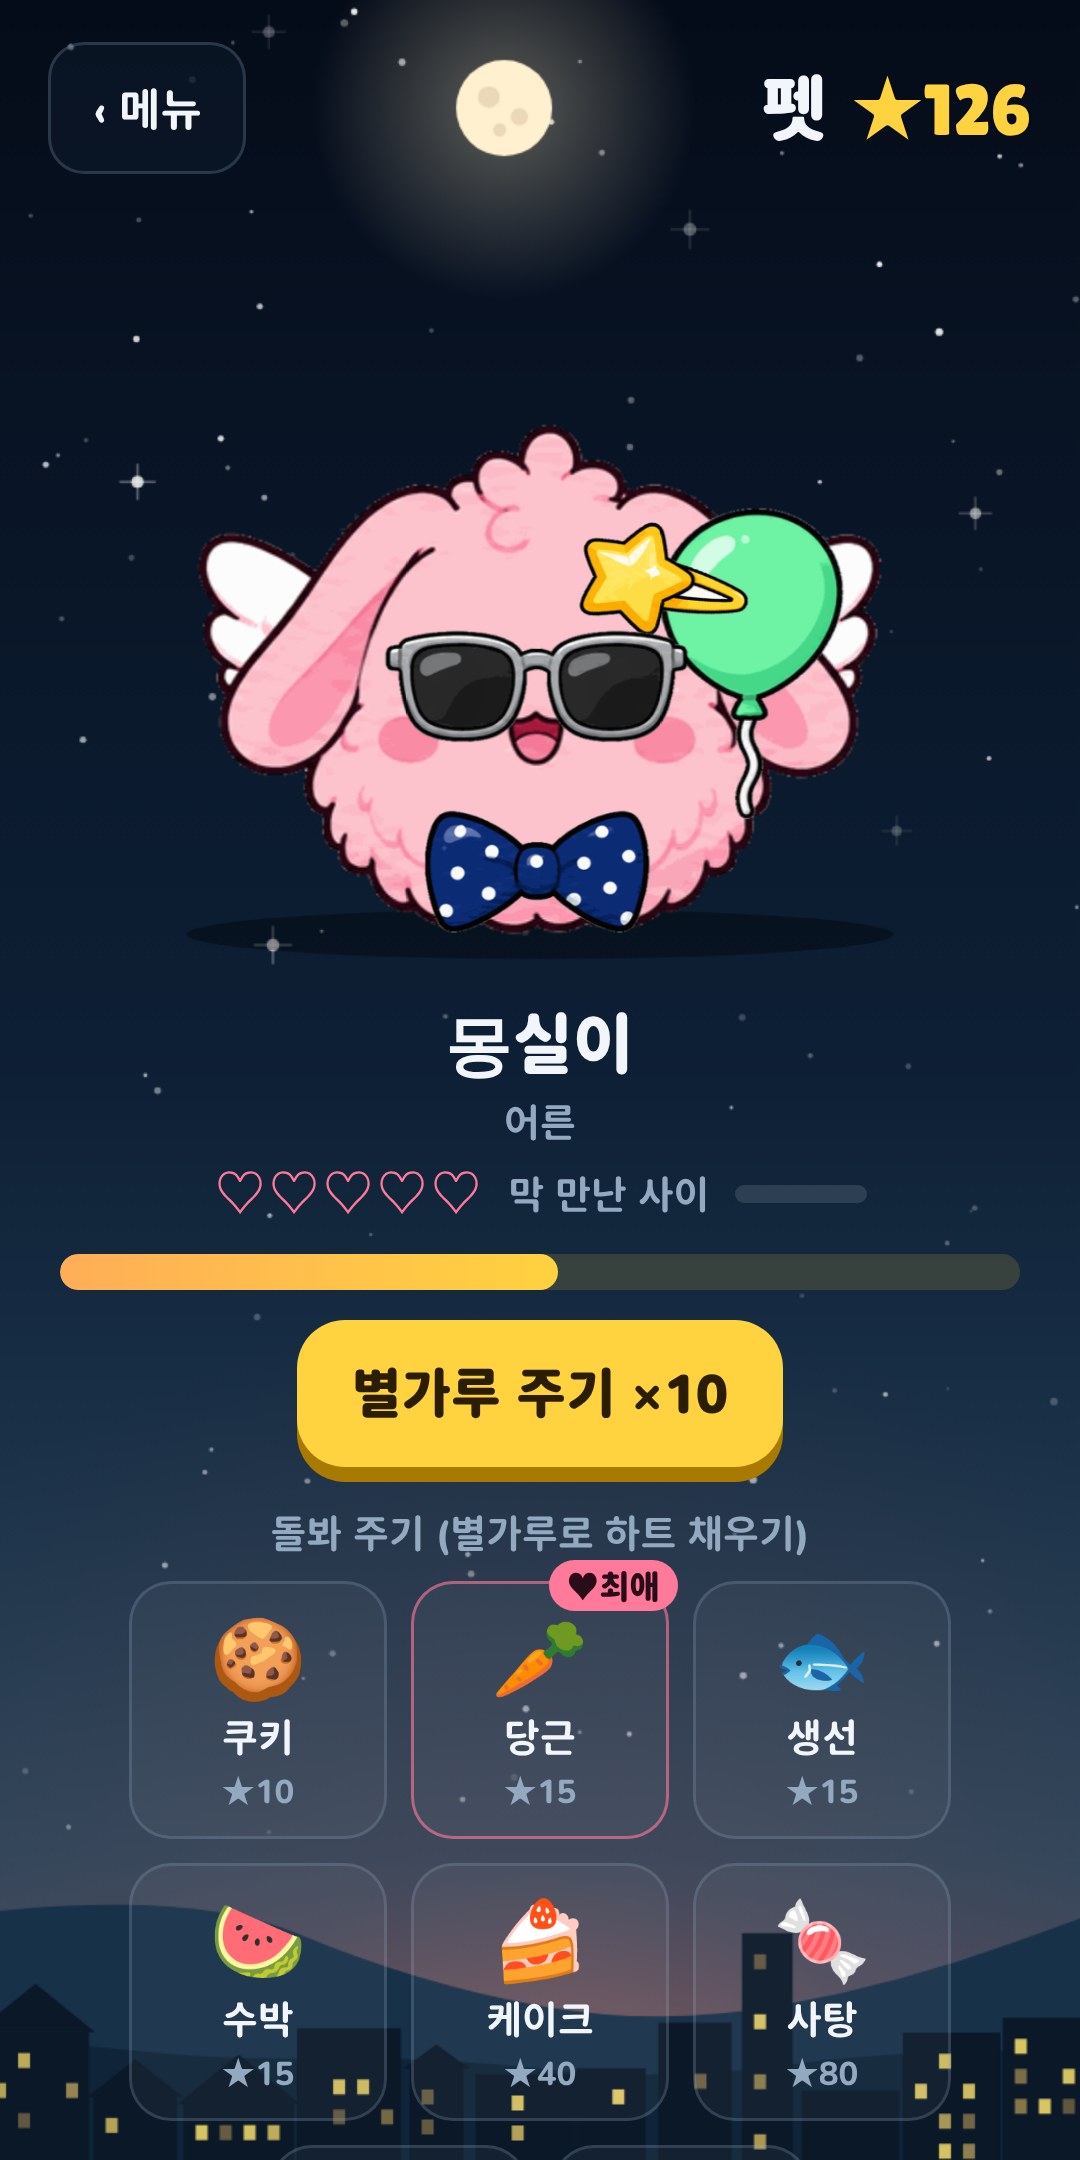 ‹ 메뉴
펫 ★126
몽실이
어른
♡♡♡♡♡ 막 만난 사이
별가루 주기 ×10
돌봐 주기 (별가루로 하트 채우기)
♥최애
쿠키 당근 생선
★10 ★15 ★15
수박 케이크 사탕
★15 ★40 ★80